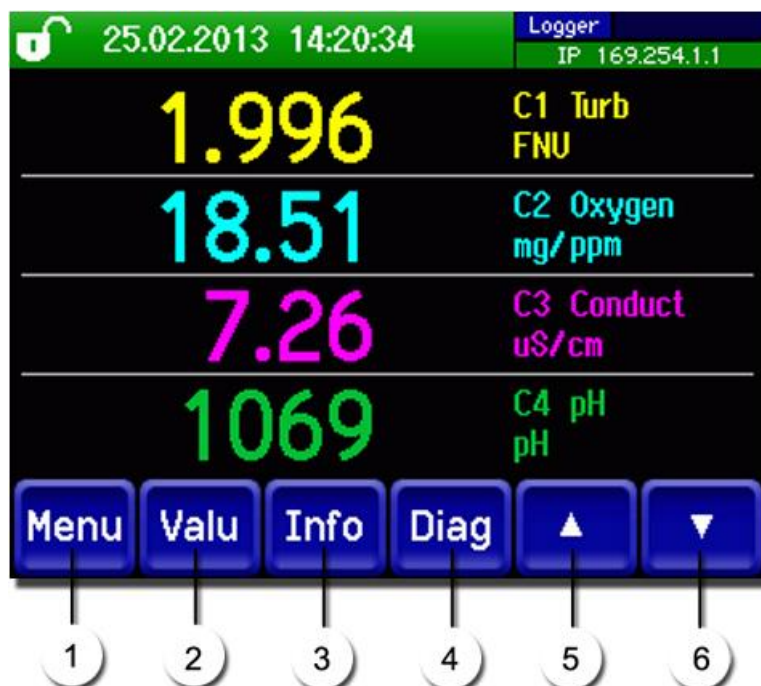 25.02.2013 14:20:34
Logger
IP 169.254.1.1
1.996
C1 Turb
FNU
18.51
C2 Oxygen
mg/ppm
7.26
C3 Conduct
uS/cm
1069
C4 pH
pH
Menu Valu Info Diag ▲ ▼
1 2 3 4 5 6